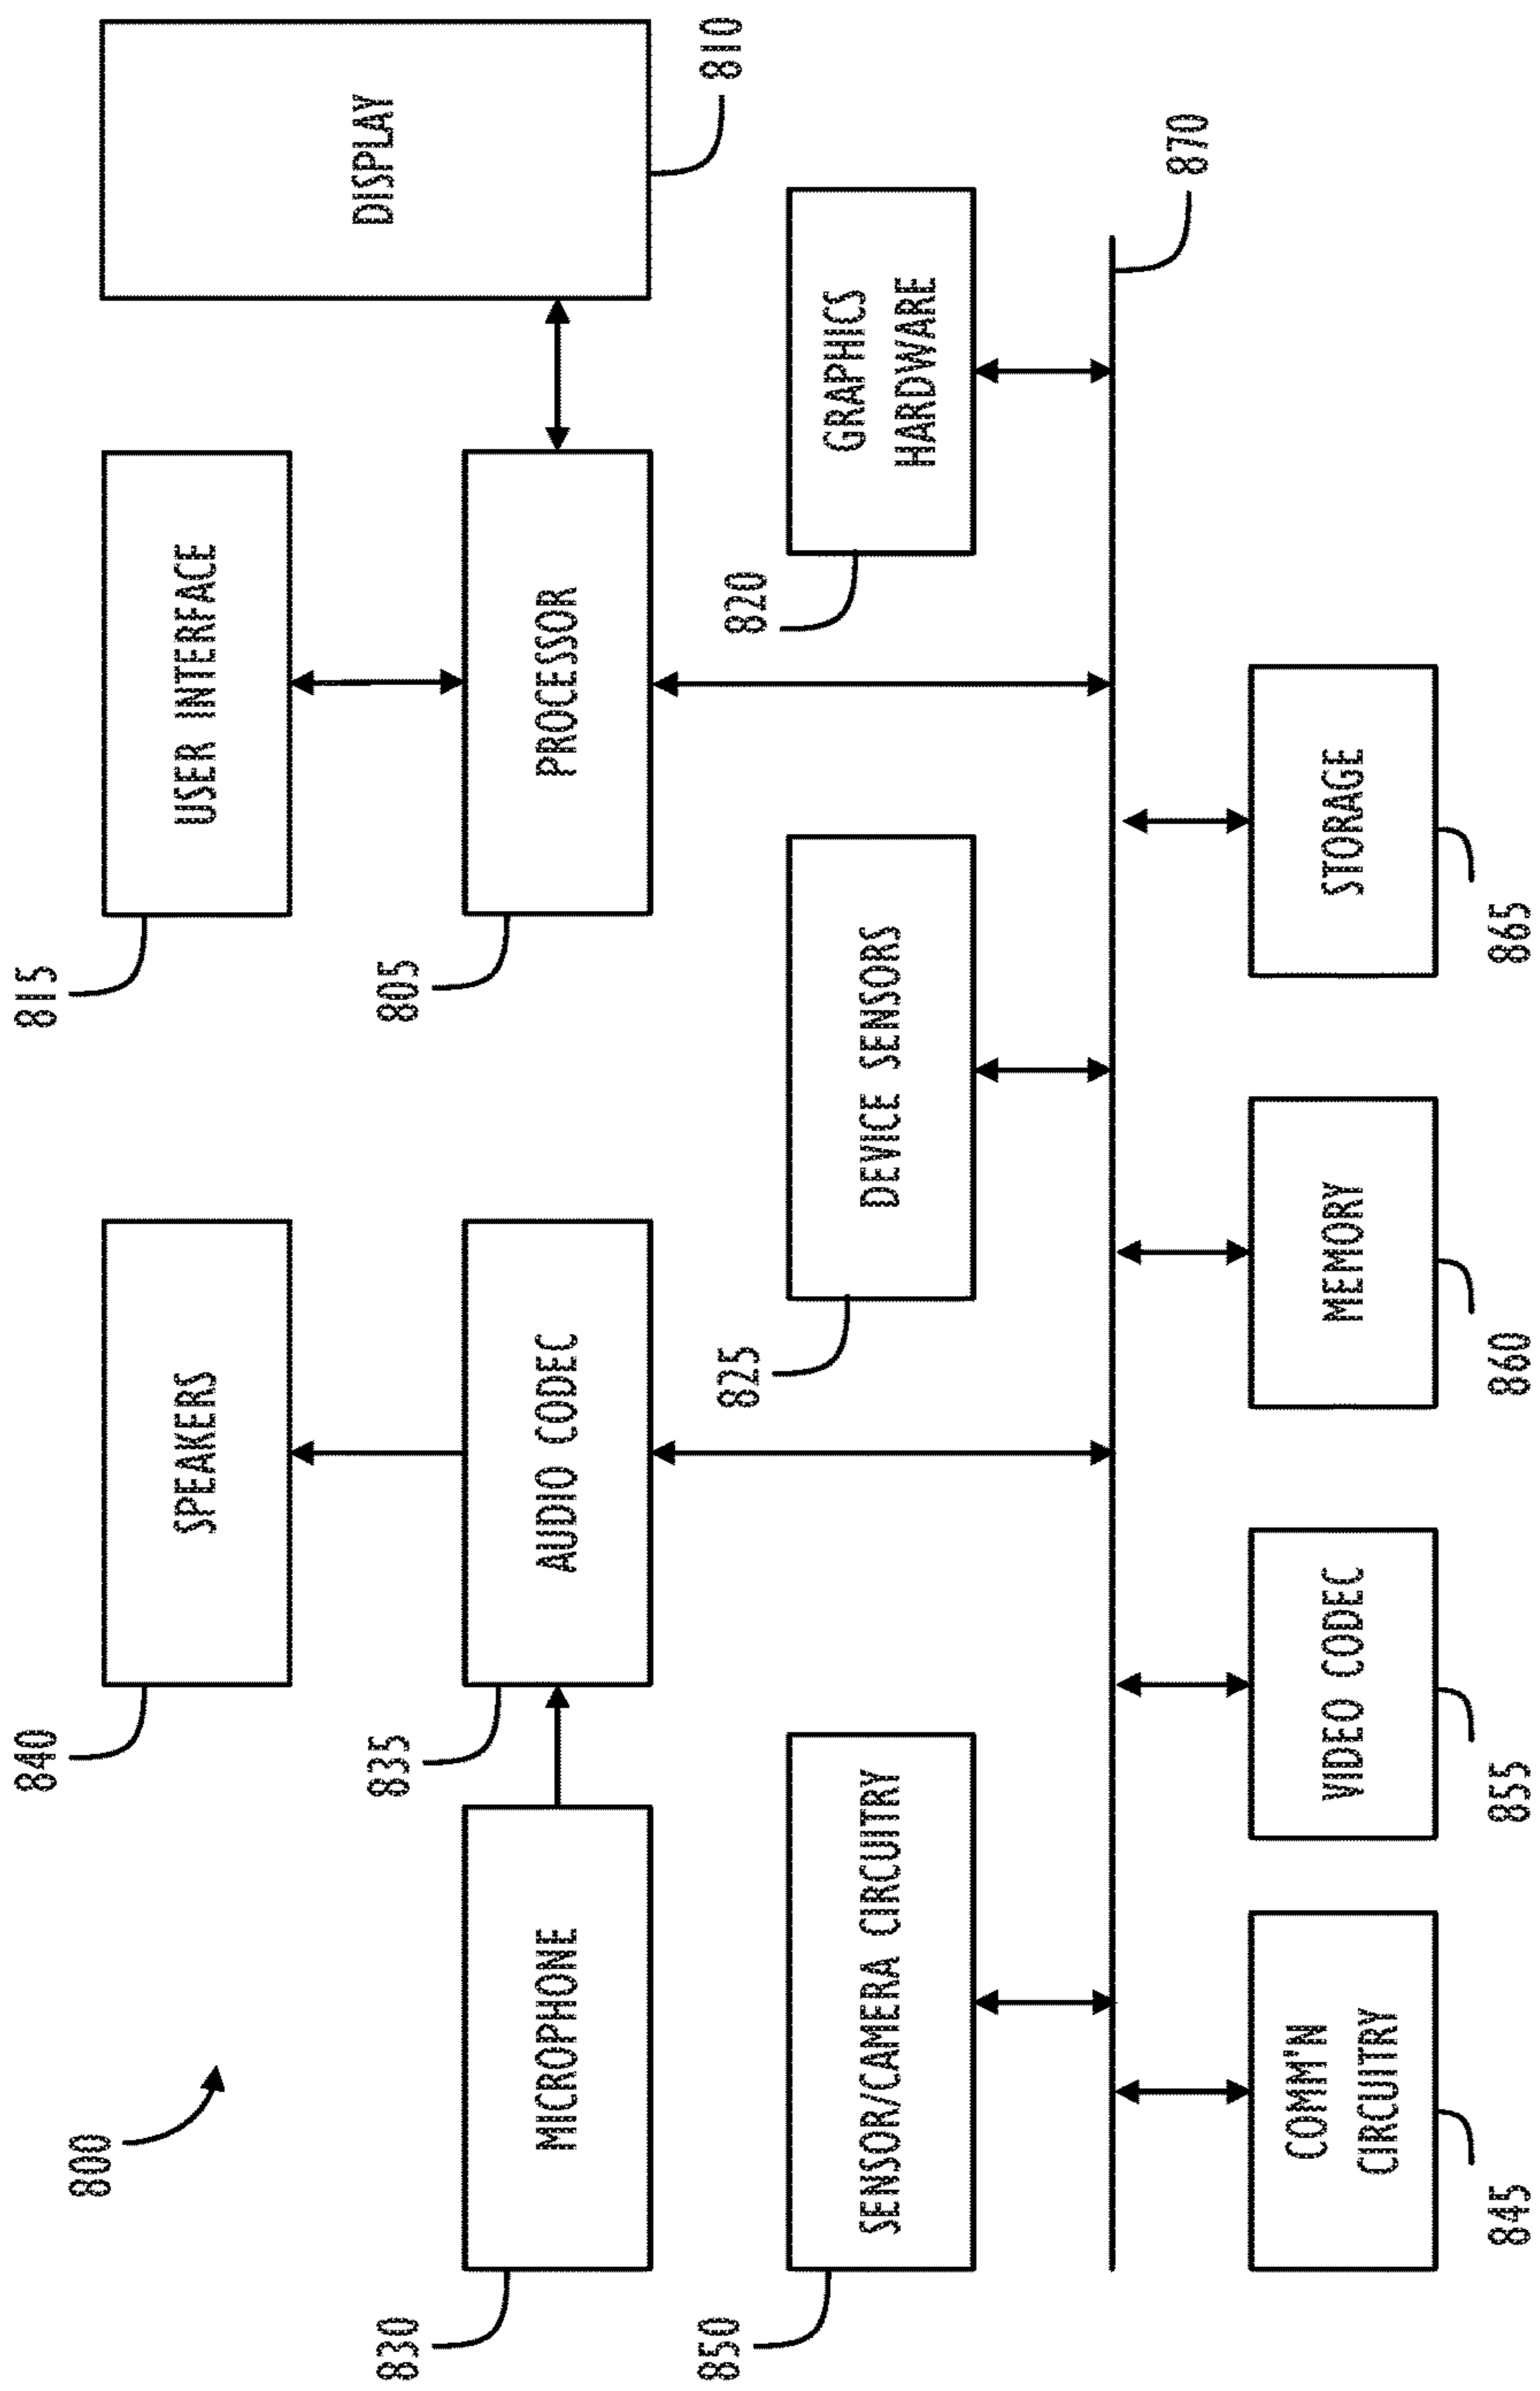 800
840
SPEAKERS
815
USER INTERFACE
DISPLAY
810
830
MICROPHONE
835
AUDIO CODEC
805
PROCESSOR
850
SENSOR/CAMERA CIRCUITRY
825
DEVICE SENSORS
820
GRAPHICS
HARDWARE
870
COMM'N
CIRCUITRY
845
VIDEO CODEC
855
MEMORY
860
STORAGE
865